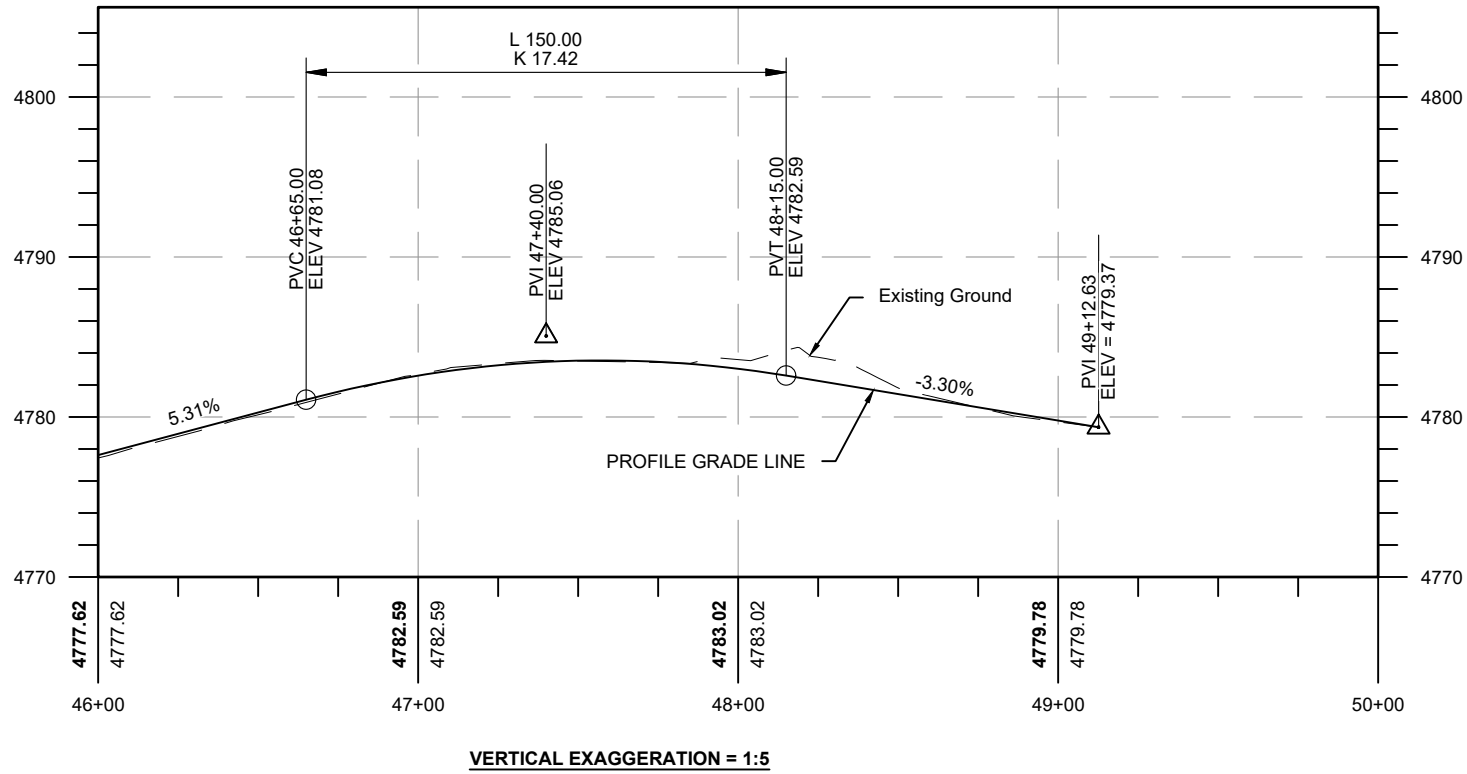 L 150.00
K 17.42
4800
4800
PVC 46+65.00
ELEV 4781.08
PVI 47+40.00
ELEV 4785.06
PVT 48+15.00
ELEV 4782.59
PVI 49+12.63
ELEV = 4779.37
4790
4790
Existing Ground
5.31%
-3.30%
4780
4780
PROFILE GRADE LINE
4770
4770
4777.62
4777.62
4782.59
4782.59
4783.02
4783.02
4779.78
4779.78
46+00
47+00
48+00
49+00
50+00
VERTICAL EXAGGERATION = 1:5